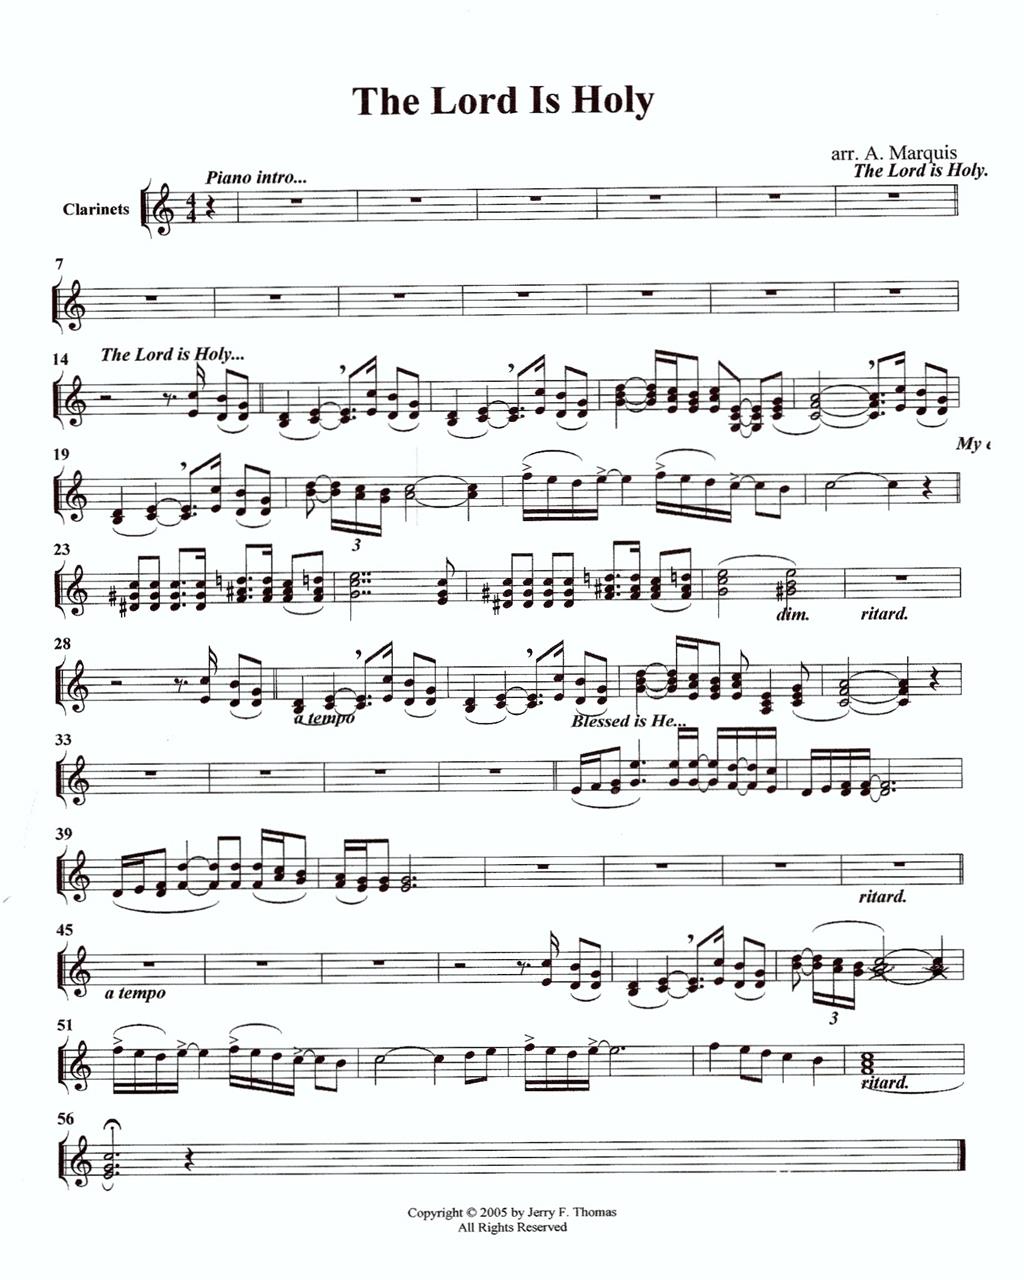 The Lord Is Holy
arr. A. Marquis
Piano intro...
The Lord is Holy.
Clarinets
4
4
7
14
The Lord is Holy...
19
My
3
23
dim.
ritard.
28
a tempo
Blessed is He...
33
39
ritard.
45
a tempo
3
51
ritard.
56
Copyright © 2005 by Jerry F. Thomas
All Rights Reserved